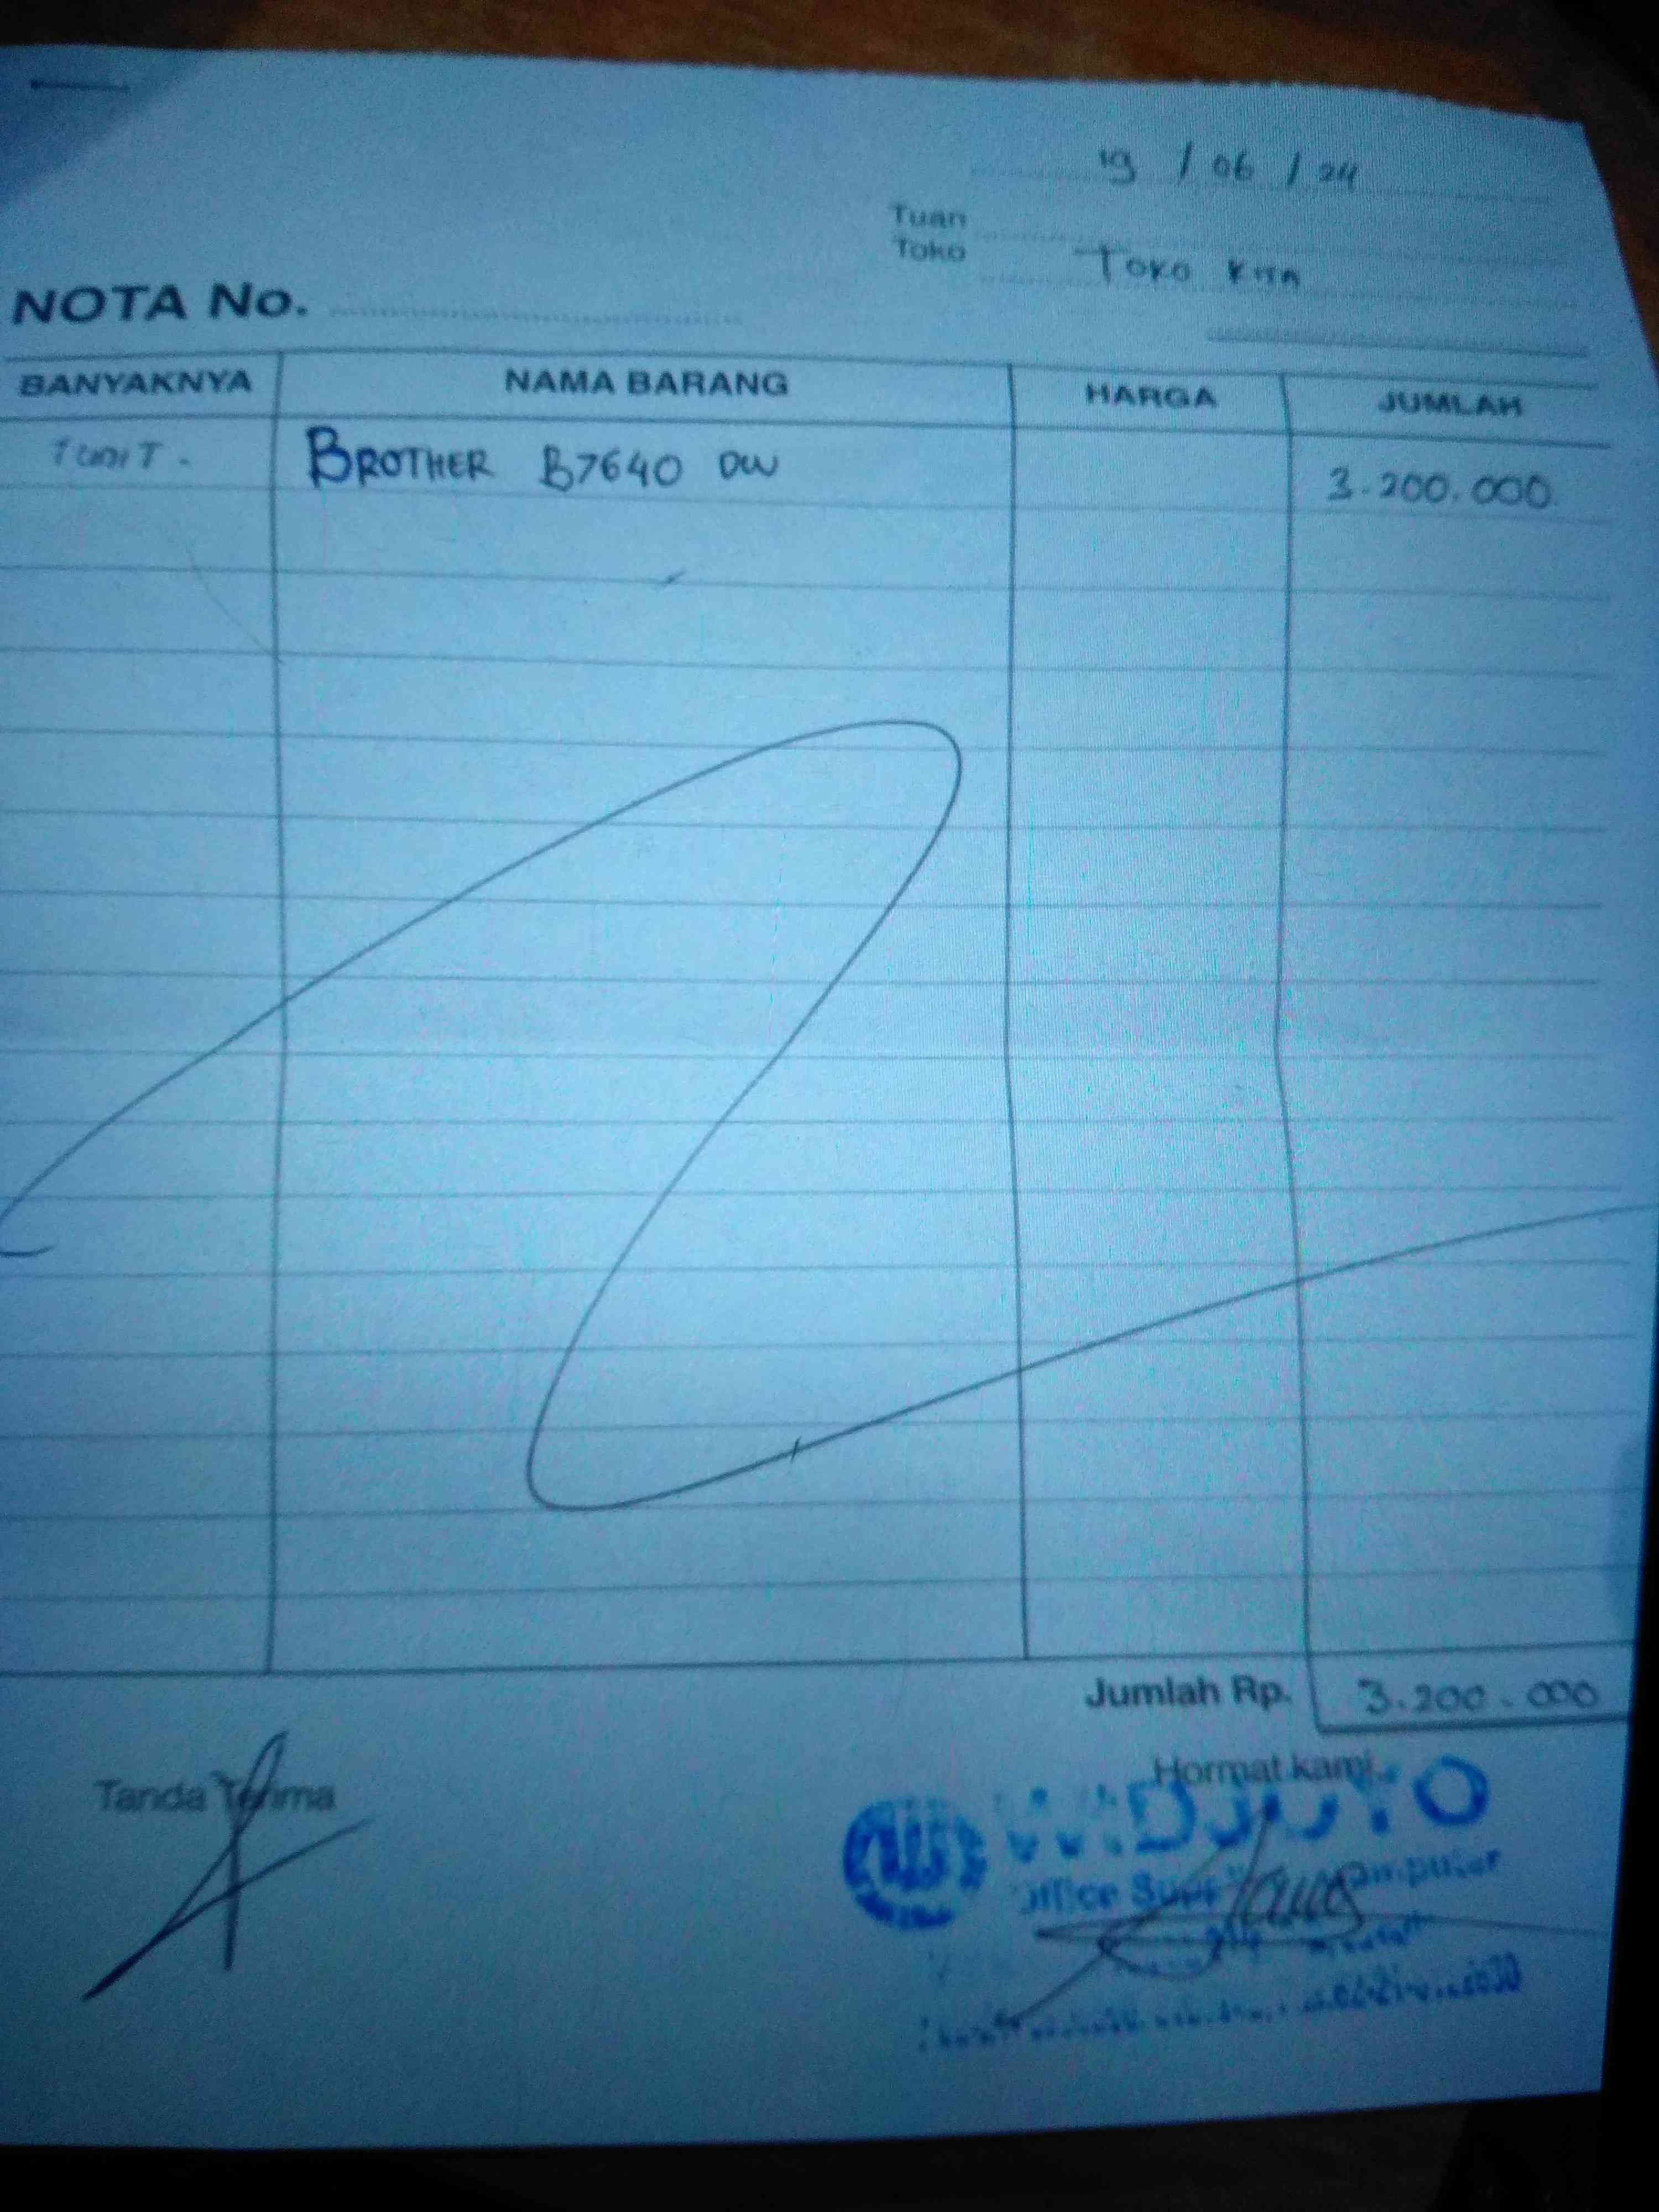 19 / 06 / 24
Tuan
Toko Toko Kita
NOTA No.
BANYAKNYA NAMA BARANG HARGA JUMLAH
1 UNIT. BROTHER B7640 DW 3.200.000
Jumlah Rp. 3.200.000
Tanda Terima Hormat kami,
Office